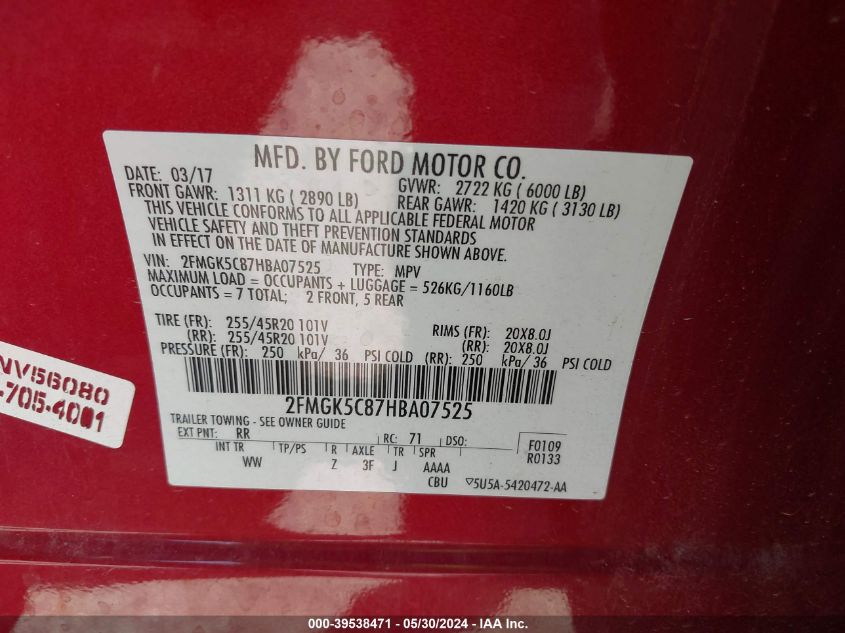 MFD. BY FORD MOTOR CO.
DATE: 03/17 GVWR: 2722 KG ( 6000 LB)
FRONT GAWR: 1311 KG ( 2890 LB) REAR GAWR: 1420 KG ( 3130 LB)
THIS VEHICLE CONFORMS TO ALL APPLICABLE FEDERAL MOTOR
VEHICLE SAFETY AND THEFT PREVENTION STANDARDS
IN EFFECT ON THE DATE OF MANUFACTURE SHOWN ABOVE.
VIN: 2FMGK5C87HBA07525 TYPE: MPV
MAXIMUM LOAD = OCCUPANTS + LUGGAGE = 526KG/1160LB
OCCUPANTS = 7 TOTAL; 2 FRONT, 5 REAR
TIRE (FR): 255/45R20 101V RIMS (FR): 20X8.0J
(RR): 255/45R20 101V (RR): 20X8.0J
PRESSURE (FR): 250 kPa/ 36 PSI COLD (RR): 250 kPa/ 36 PSI COLD
2FMGK5C87HBA07525
TRAILER TOWING - SEE OWNER GUIDE
EXT PNT: RR RC: 71 DSO: F0109
INT TR TP/PS R AXLE TR SPR R0133
WW Z 3F J AAAA
CBU 5U5A-5420472-AA
NV56080
-705-4001
000-39538471 - 05/30/2024 - IAA Inc.